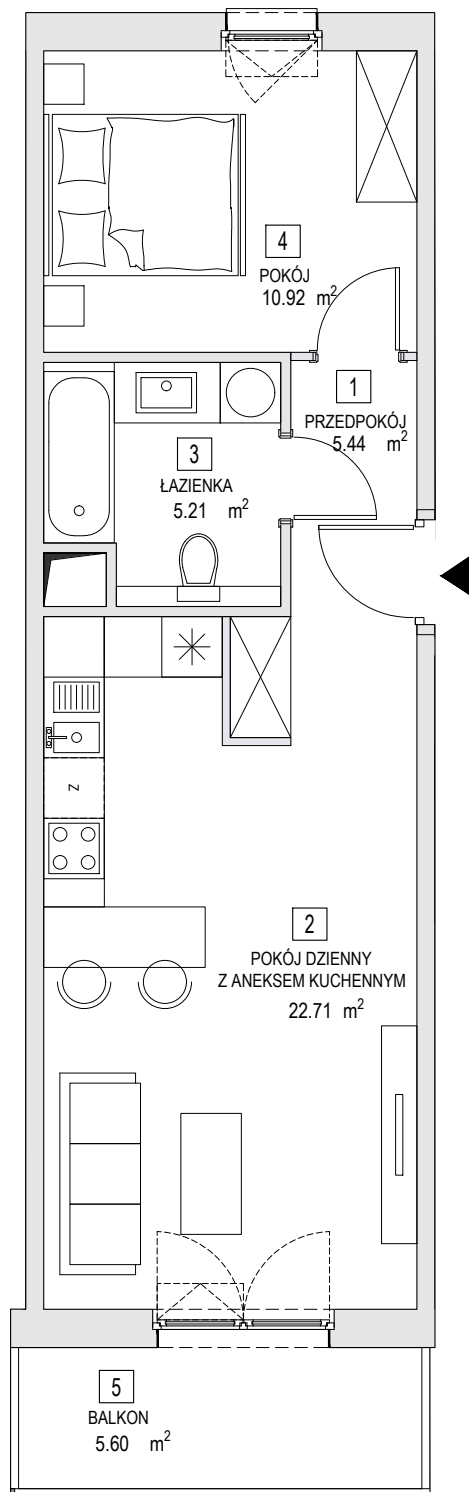 4
POKÓJ
10.92 m²
1
PRZEDPOKÓJ
5.44 m²
3
ŁAZIENKA
5.21 m²
Z
2
POKÓJ DZIENNY
Z ANEKSEM KUCHENNYM
22.71 m²
5
BALKON
5.60 m²